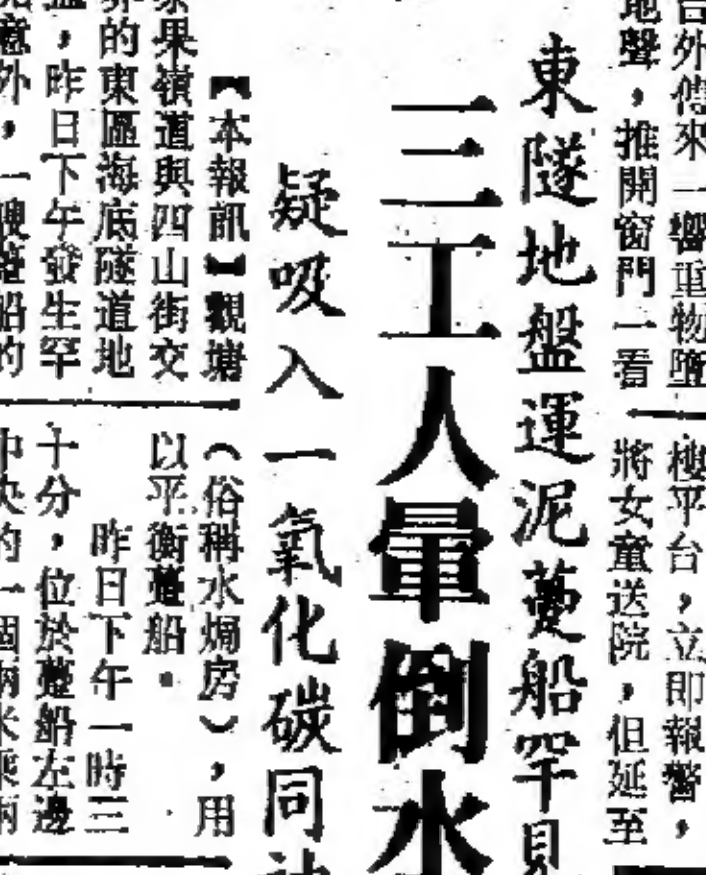 台外傳來一響重物墮
地聲，推開窗門一看
樓平台，立即報警，
將女童送院，但延至
東隧地盤運泥躉船罕見
三工人暈倒水
疑吸入一氧化碳同
【本報訊】觀塘
果嶺道與四山街交
的東區海底隧道地
盤，昨日下午發生罕
意外，一艘躉船的
（俗稱水焗房），用
以平衡躉船。
昨日下午一時三
十分，位於躉船左邊
中央的一個兩米乘兩